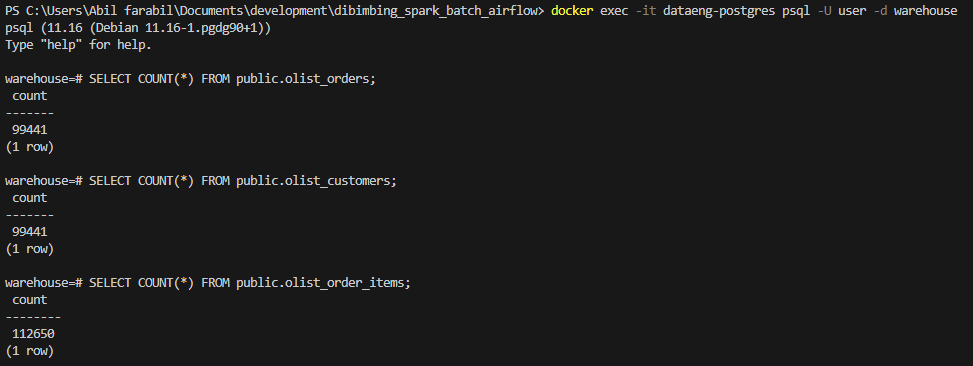 PS C:\Users\Abil farabil\Documents\development\dibimbing_spark_batch_airflow> docker exec -it dataeng-postgres psql -U user -d warehouse
psql (11.16 (Debian 11.16-1.pgdg90+1))
Type "help" for help.
warehouse=# SELECT COUNT(*) FROM public.olist_orders;
count
-------
99441
(1 row)
warehouse=# SELECT COUNT(*) FROM public.olist_customers;
count
-------
99441
(1 row)
warehouse=# SELECT COUNT(*) FROM public.olist_order_items;
count
--------
112650
(1 row)